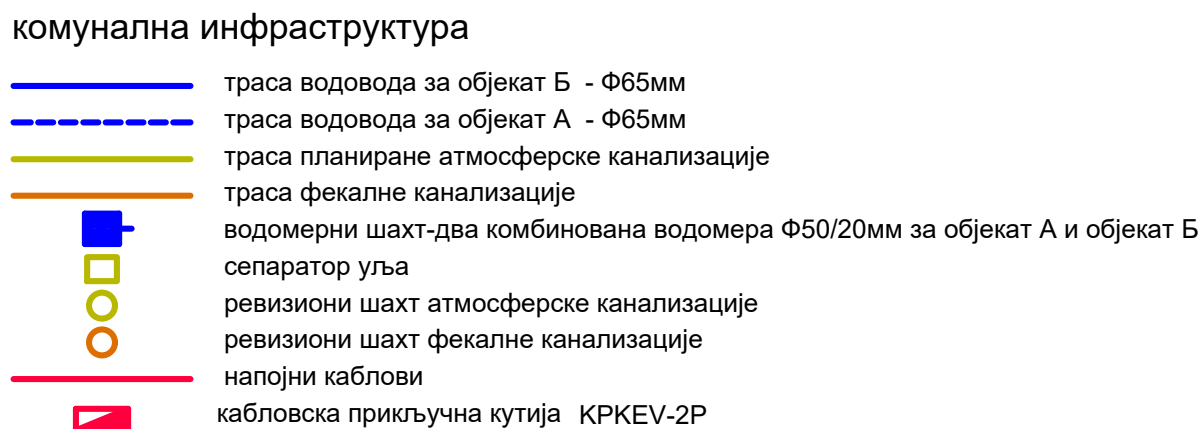 комунална инфраструктура
траса водовода за објекат Б - Ф65мм
траса водовода за објекат А - Ф65мм
траса планиране атмосферске канализације
траса фекалне канализације
водомерни шахт-два комбинована водомера Ф50/20мм за објекат А и објекат Б
сепаратор уља
ревизиони шахт атмосферске канализације
ревизиони шахт фекалне канализације
напојни каблови
кабловска прикључна кутија KPKEV-2P